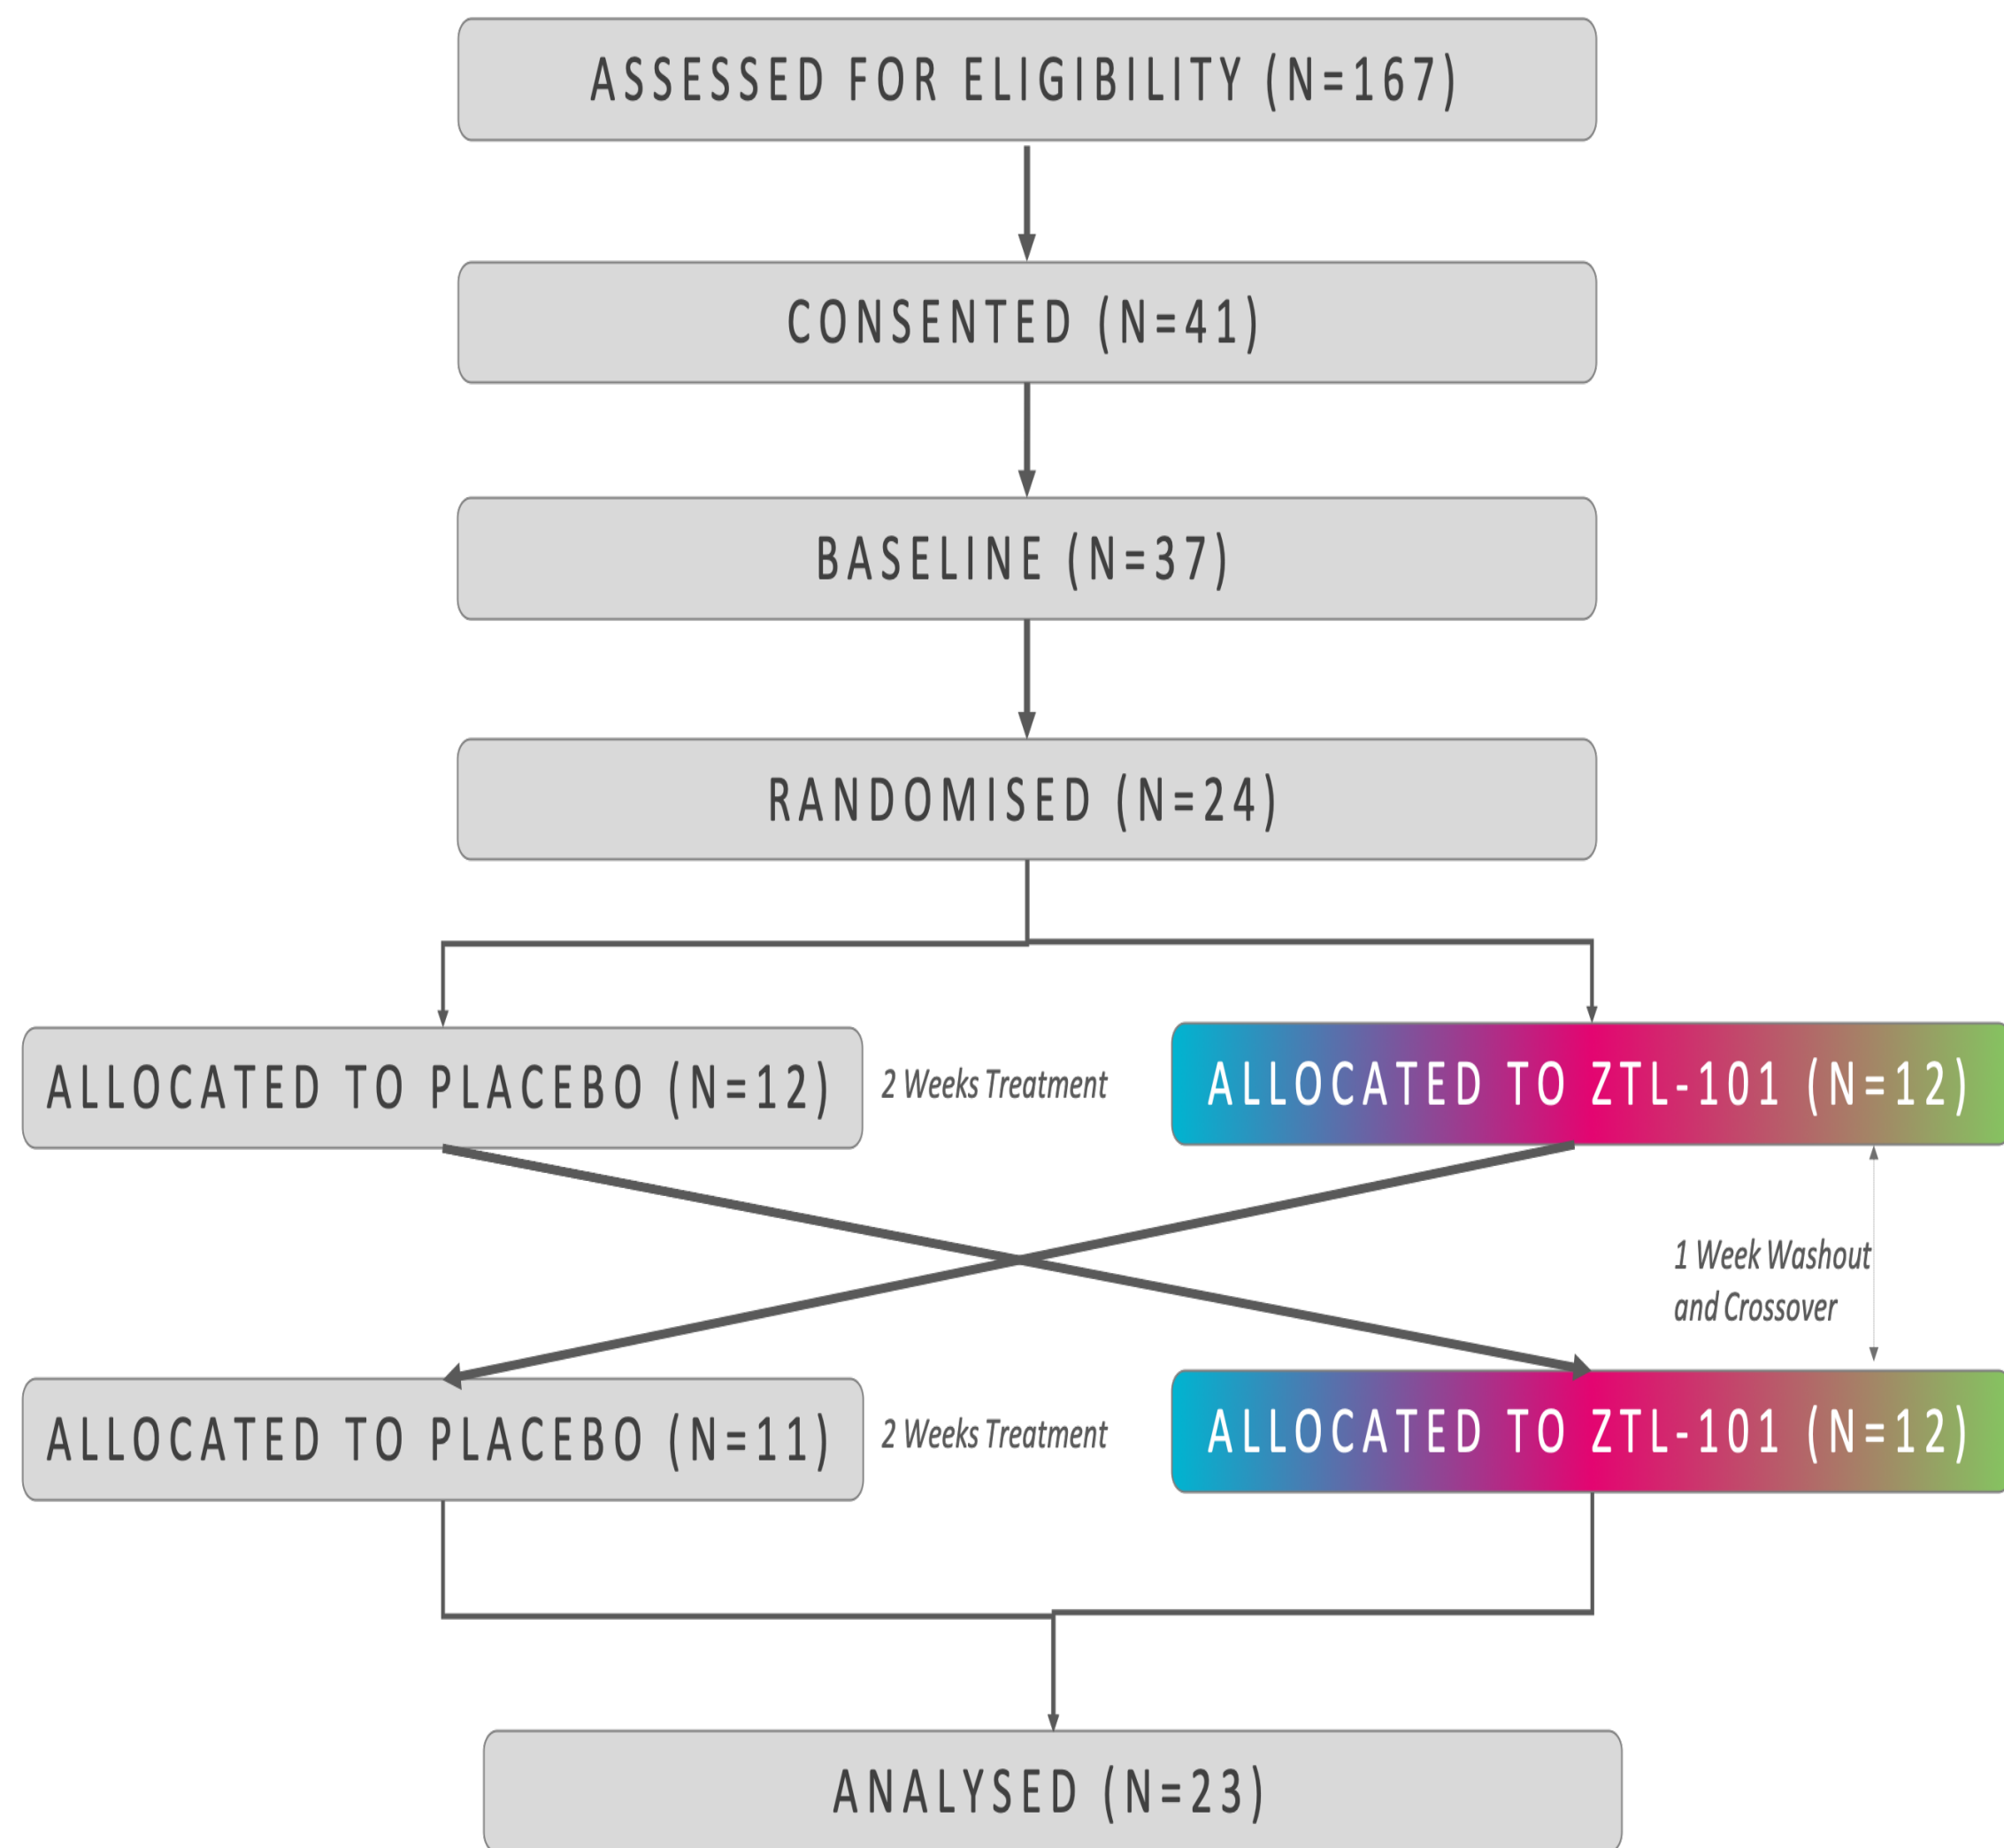 ASSESSED FOR ELIGIBILITY (N=167)
CONSENTED (N=41)
BASELINE (N=37)
RANDOMISED (N=24)
ALLOCATED TO PLACEBO (N=12)
2 Weeks Treatment
ALLOCATED TO ZTL-101 (N=12)
1 Week Washout
and Crossover
ALLOCATED TO PLACEBO (N=11)
2 Weeks Treatment
ALLOCATED TO ZTL-101 (N=12)
ANALYSED (N=23)